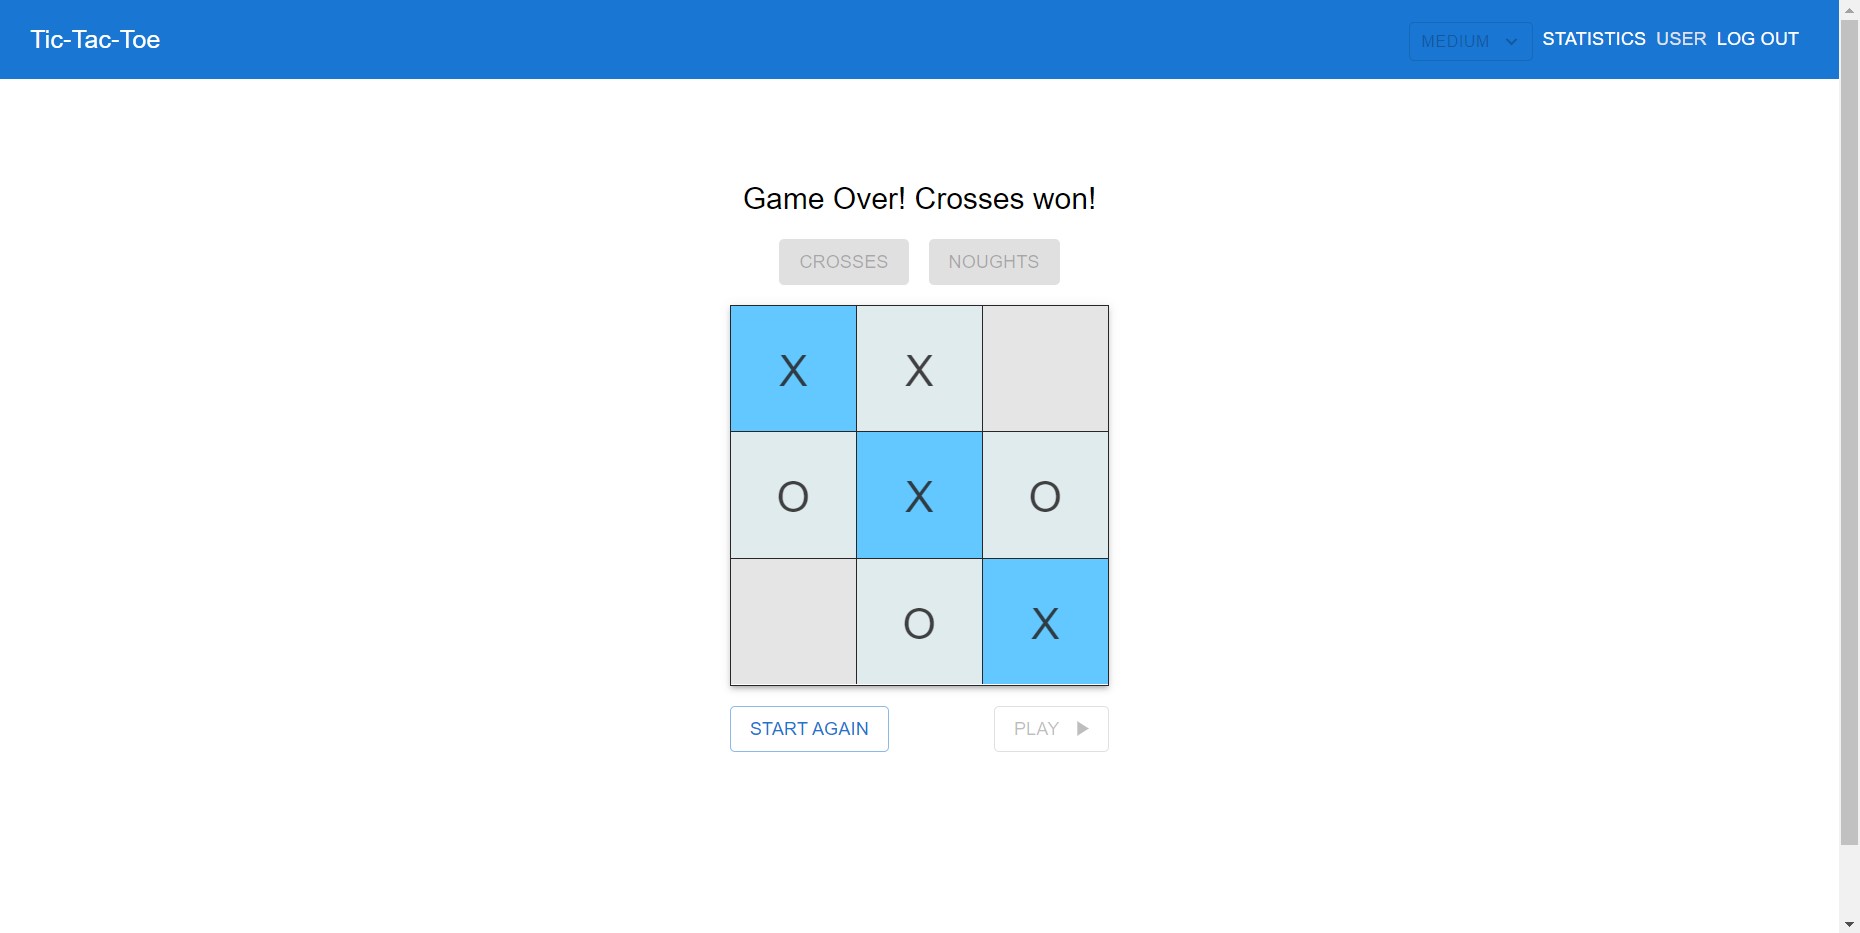 Tic-Tac-Toe
MEDIUM STATISTICS USER LOG OUT
Game Over! Crosses won!
CROSSES NOUGHTS
X X
O X O
O X
START AGAIN PLAY